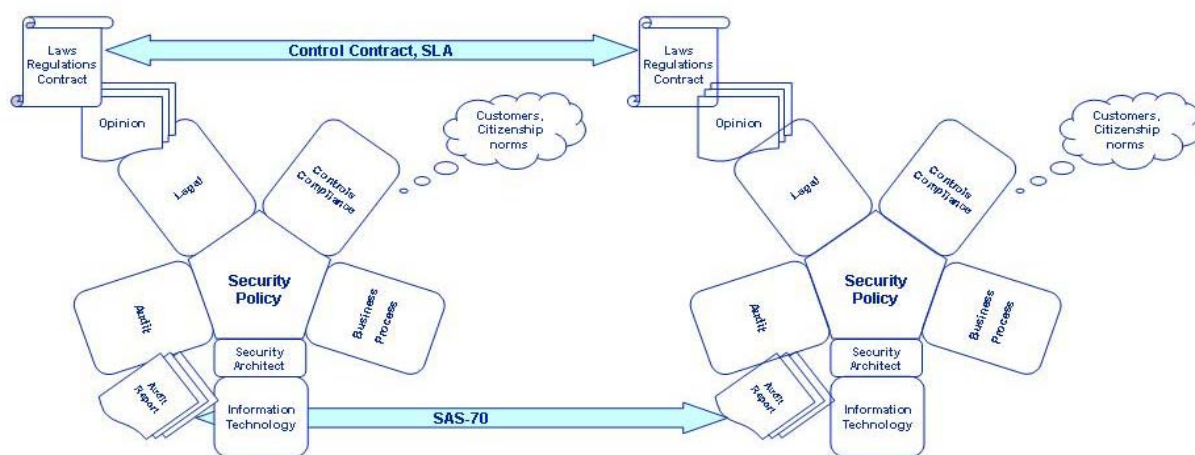 Laws
Regulations
Contract
Control Contract, SLA
Laws
Regulations
Contract
Opinion
Customers,
Citizenship
norms
Opinion
Customers,
Citizenship
norms
Legal
Controls
Compliance
Legal
Controls
Compliance
Security
Policy
Security
Policy
Audit
Business
Process
Audit
Business
Process
Security
Architect
Security
Architect
Audit
Report
Information
Technology
SAS-70
Audit
Report
Information
Technology